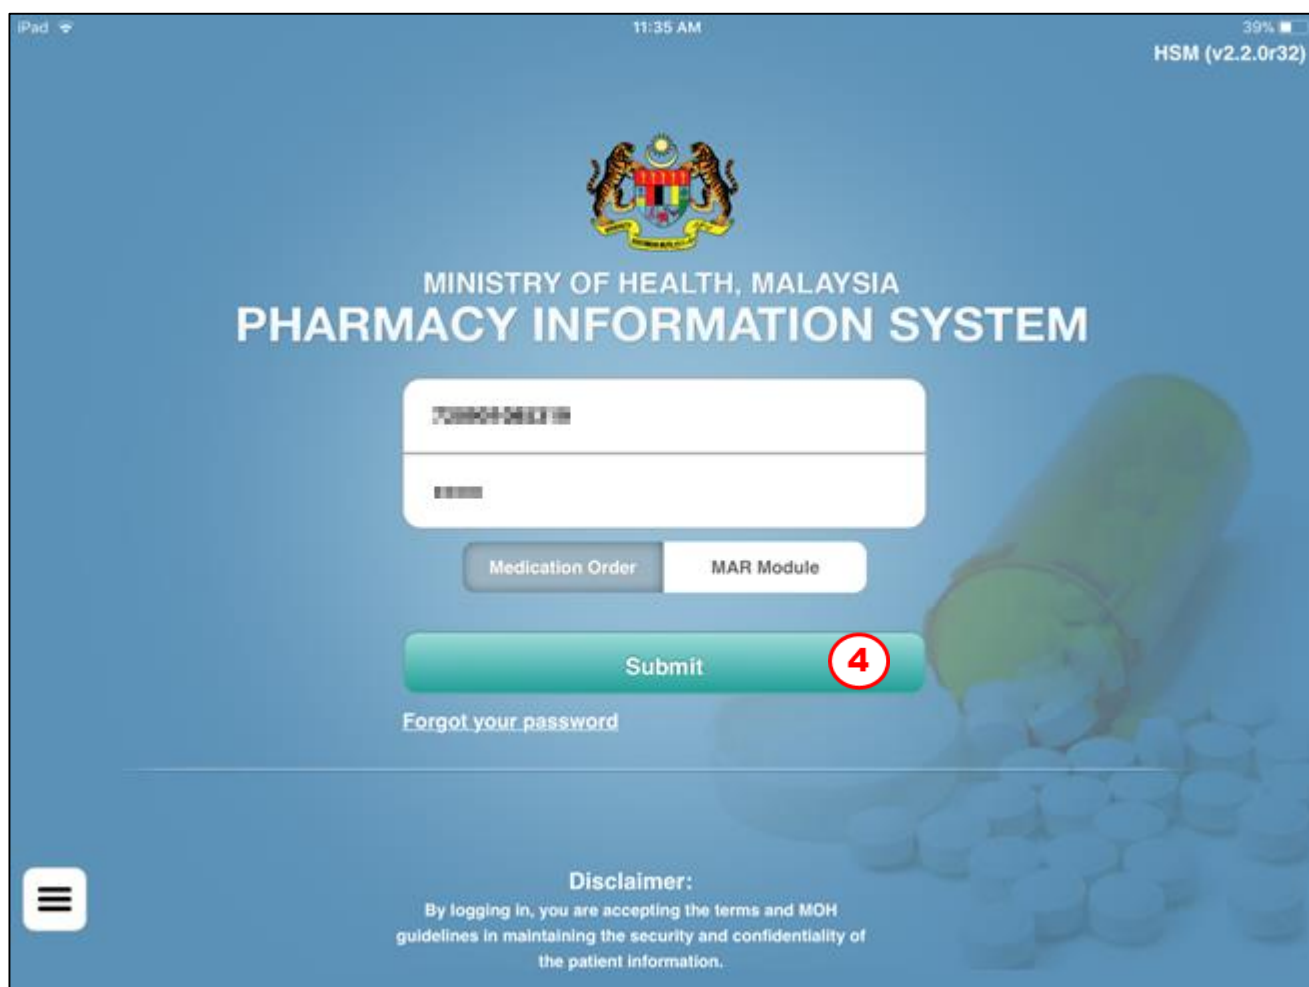 iPad
11:35 AM
39%
HSM (v2.2.0r32)
MINISTRY OF HEALTH, MALAYSIA
PHARMACY INFORMATION SYSTEM
Medication Order
MAR Module
Submit
4
Forgot your password
Disclaimer:
By logging in, you are accepting the terms and MOH
guidelines in maintaining the security and confidentiality of
the patient information.